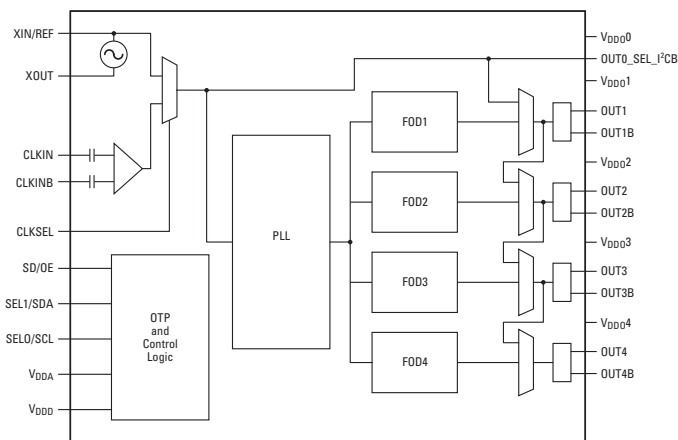 XIN/REF
XOUT
CLKIN
CLKINB
CLKSEL
SD/OE
SEL1/SDA
SEL0/SCL
VDDA
VDDD
OTP
and
Control
Logic
PLL
FOD1
FOD2
FOD3
FOD4
VDDO0
OUT0_SEL_I²CB
VDDO1
OUT1
OUT1B
VDDO2
OUT2
OUT2B
VDDO3
OUT3
OUT3B
VDDO4
OUT4
OUT4B